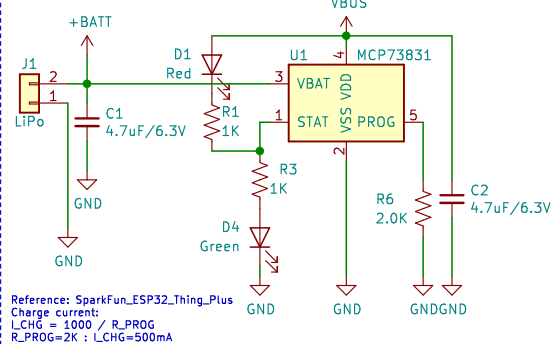 VBUS
+BATT
D1
Red
U1
MCP73831
J1
2
1
LiPo
C1
4.7uF/6.3V
R1
1K
3
VBAT
VDD
4
1
STAT
VSS
2
PROG
5
R3
1K
R6
2.0K
C2
4.7uF/6.3V
D4
Green
GND
GND
GND
GND
GND
GND
Reference: SparkFun_ESP32_Thing_Plus
Charge current:
I_CHG = 1000 / R_PROG
R_PROG=2K : I_CHG=500mA